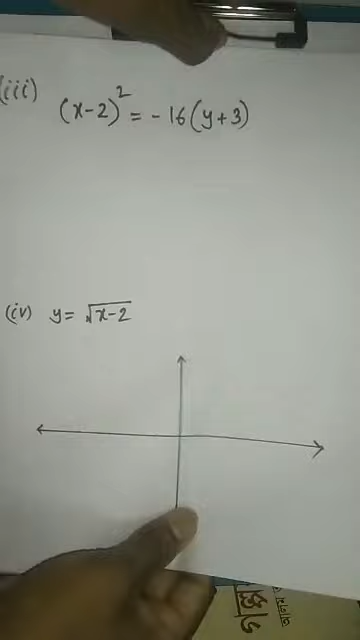 (iii)
(x-2)² = -16(y+3)
(iv) y = √x-2